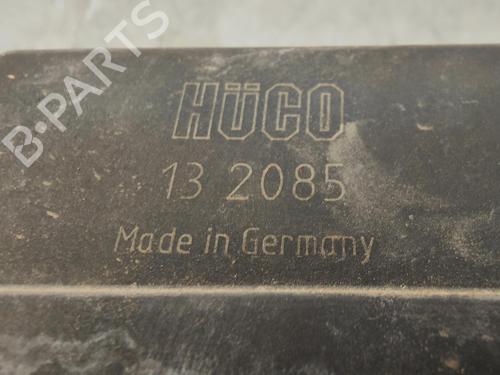 B-PARTS
HÜCO
13 2085
Made in Germany